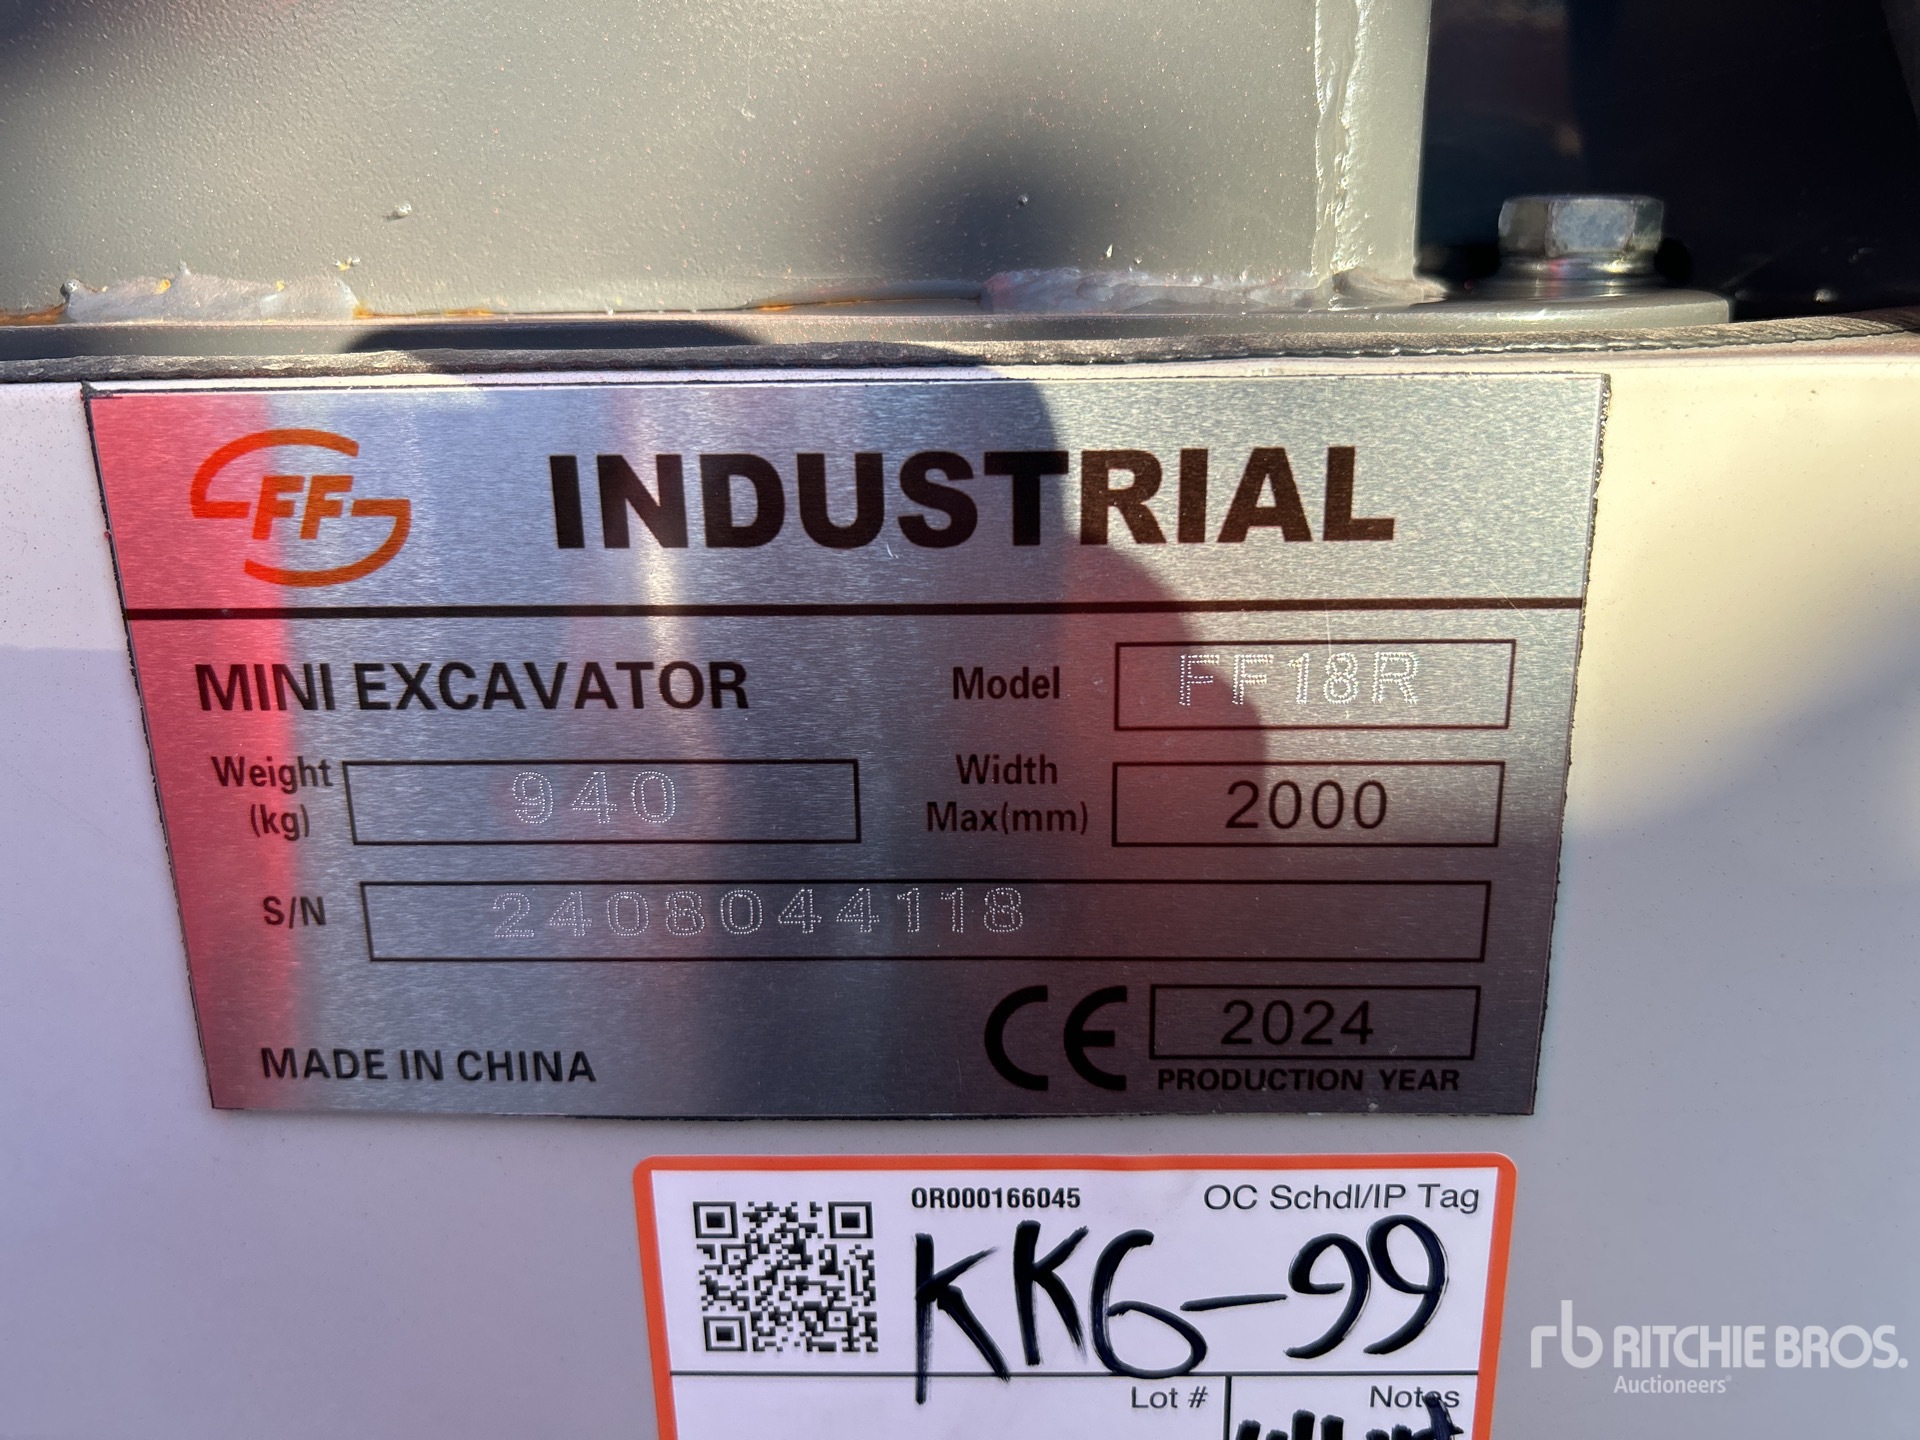 FF INDUSTRIAL
MINI EXCAVATOR
Model FF18R
Weight (kg) 940
Width Max(mm) 2000
S/N 2408044118
MADE IN CHINA
CE 2024
PRODUCTION YEAR
OR000166045 OC Schdl/IP Tag
KK6-99
Lot # Notes
rb RITCHIE BROS.
Auctioneers